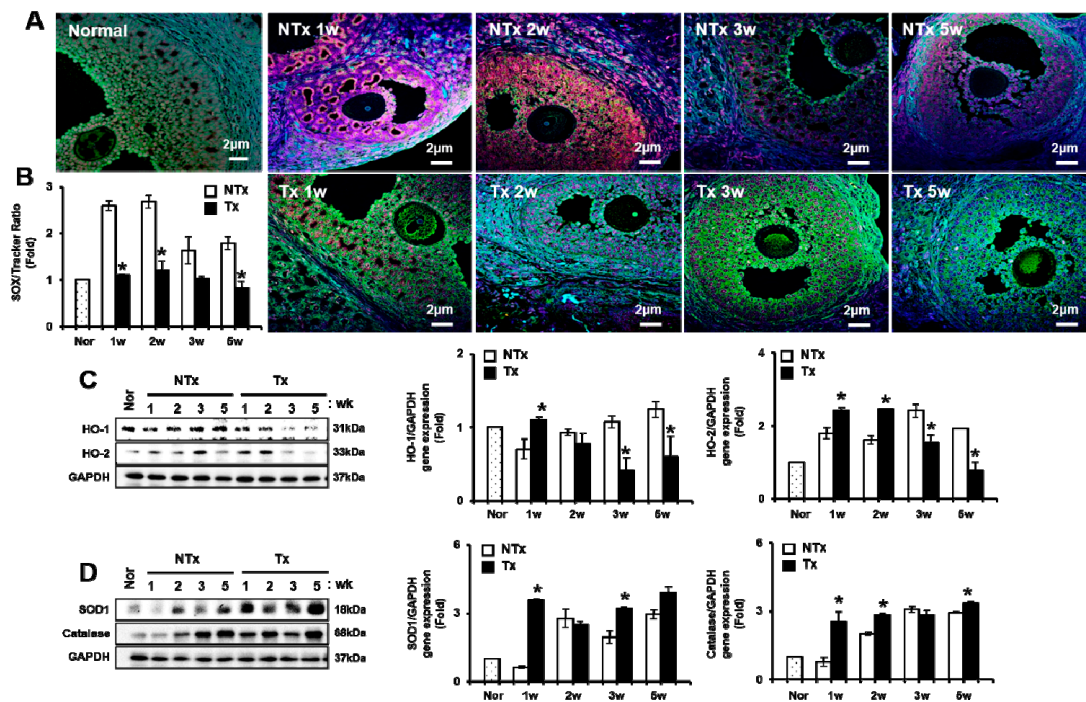 A
Normal
NTx 1w
NTx 2w
NTx 3w
NTx 5w
2μm
2μm
2μm
2μm
2μm
B
SOX/Tracker Ratio
(Fold)
3
2
1
0
NTx
Tx
*
*
*
Nor 1w 2w 3w 5w
Tx 1w
Tx 2w
Tx 3w
Tx 5w
2μm
2μm
2μm
2μm
C
Nor
NTx
Tx
1 2 3 5 1 2 3 5 : wk
HO-1
31kDa
HO-2
33kDa
GAPDH
37kDa
HO-1/GAPDH
gene expression
(Fold)
2
1
0
NTx
Tx
*
*
*
Nor 1w 2w 3w 5w
HO-2/GAPDH
gene expression
(Fold)
4
2
0
NTx
Tx
*
*
*
*
Nor 1w 2w 3w 5w
D
Nor
NTx
Tx
1 2 3 5 1 2 3 5 : wk
SOD1
18kDa
Catalase
68kDa
GAPDH
37kDa
SOD1/GAPDH
gene expression
(Fold)
6
3
0
NTx
Tx
*
*
Nor 1w 2w 3w 5w
Catalase/GAPDH
gene expression
(Fold)
6
3
0
NTx
Tx
*
*
*
Nor 1w 2w 3w 5w